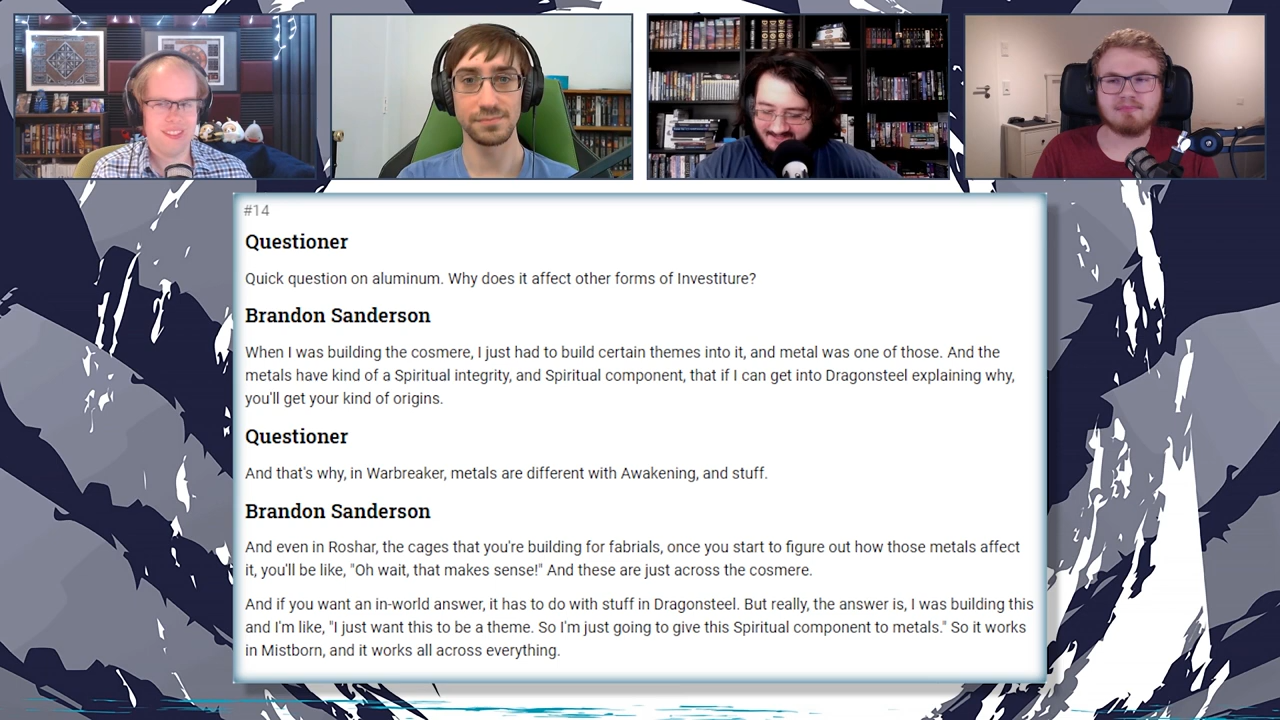 #14
Questioner
Quick question on aluminum. Why does it affect other forms of Investiture?
Brandon Sanderson
When I was building the cosmere, I just had to build certain themes into it, and metal was one of those. And the
metals have kind of a Spiritual integrity, and Spiritual component, that if I can get into Dragonsteel explaining why,
you'll get your kind of origins.
Questioner
And that's why, in Warbreaker, metals are different with Awakening, and stuff.
Brandon Sanderson
And even in Roshar, the cages that you're building for fabrials, once you start to figure out how those metals affect
it, you'll be like, "Oh wait, that makes sense!" And these are just across the cosmere.
And if you want an in-world answer, it has to do with stuff in Dragonsteel. But really, the answer is, I was building this
and I'm like, "I just want this to be a theme. So I'm just going to give this Spiritual component to metals." So it works
in Mistborn, and it works all across everything.